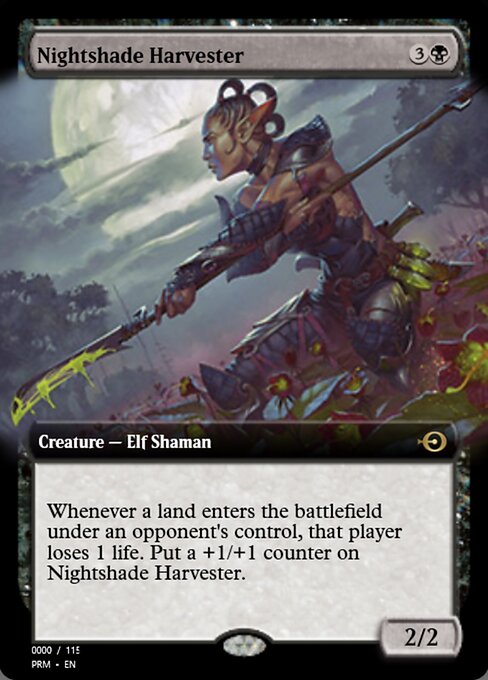 Nightshade Harvester 3
Creature — Elf Shaman
Whenever a land enters the battlefield
under an opponent's control, that player
loses 1 life. Put a +1/+1 counter on
Nightshade Harvester.
2/2
0000 / 115
PRM • EN